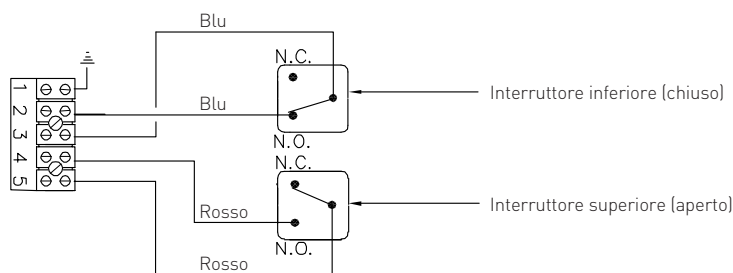 Blu
N.C.
1
2
3
4
5
Blu
Interruttore inferiore (chiuso)
N.O.
N.C.
Rosso
Interruttore superiore (aperto)
N.O.
Rosso